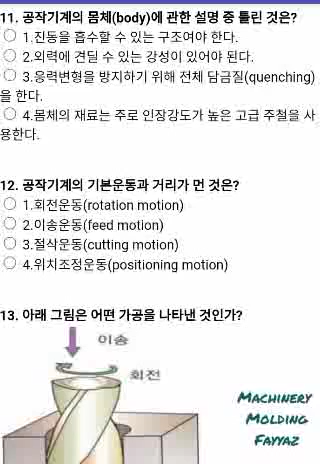 11. 공작기계의 몸체(body)에 관한 설명 중 틀린 것은?
1.진동을 흡수할 수 있는 구조여야 한다.
2.외력에 견딜 수 있는 강성이 있어야 된다.
3.응력변형을 방지하기 위해 전체 담금질(quenching)
을 한다.
4.몸체의 재료는 주로 인장강도가 높은 고급 주철을 사
용한다.
12. 공작기계의 기본운동과 거리가 먼 것은?
1.회전운동(rotation motion)
2.이송운동(feed motion)
3.절삭운동(cutting motion)
4.위치조정운동(positioning motion)
13. 아래 그림은 어떤 가공을 나타낸 것인가?
이송
회전
MACHINERY
MOLDING
FAYYAZ